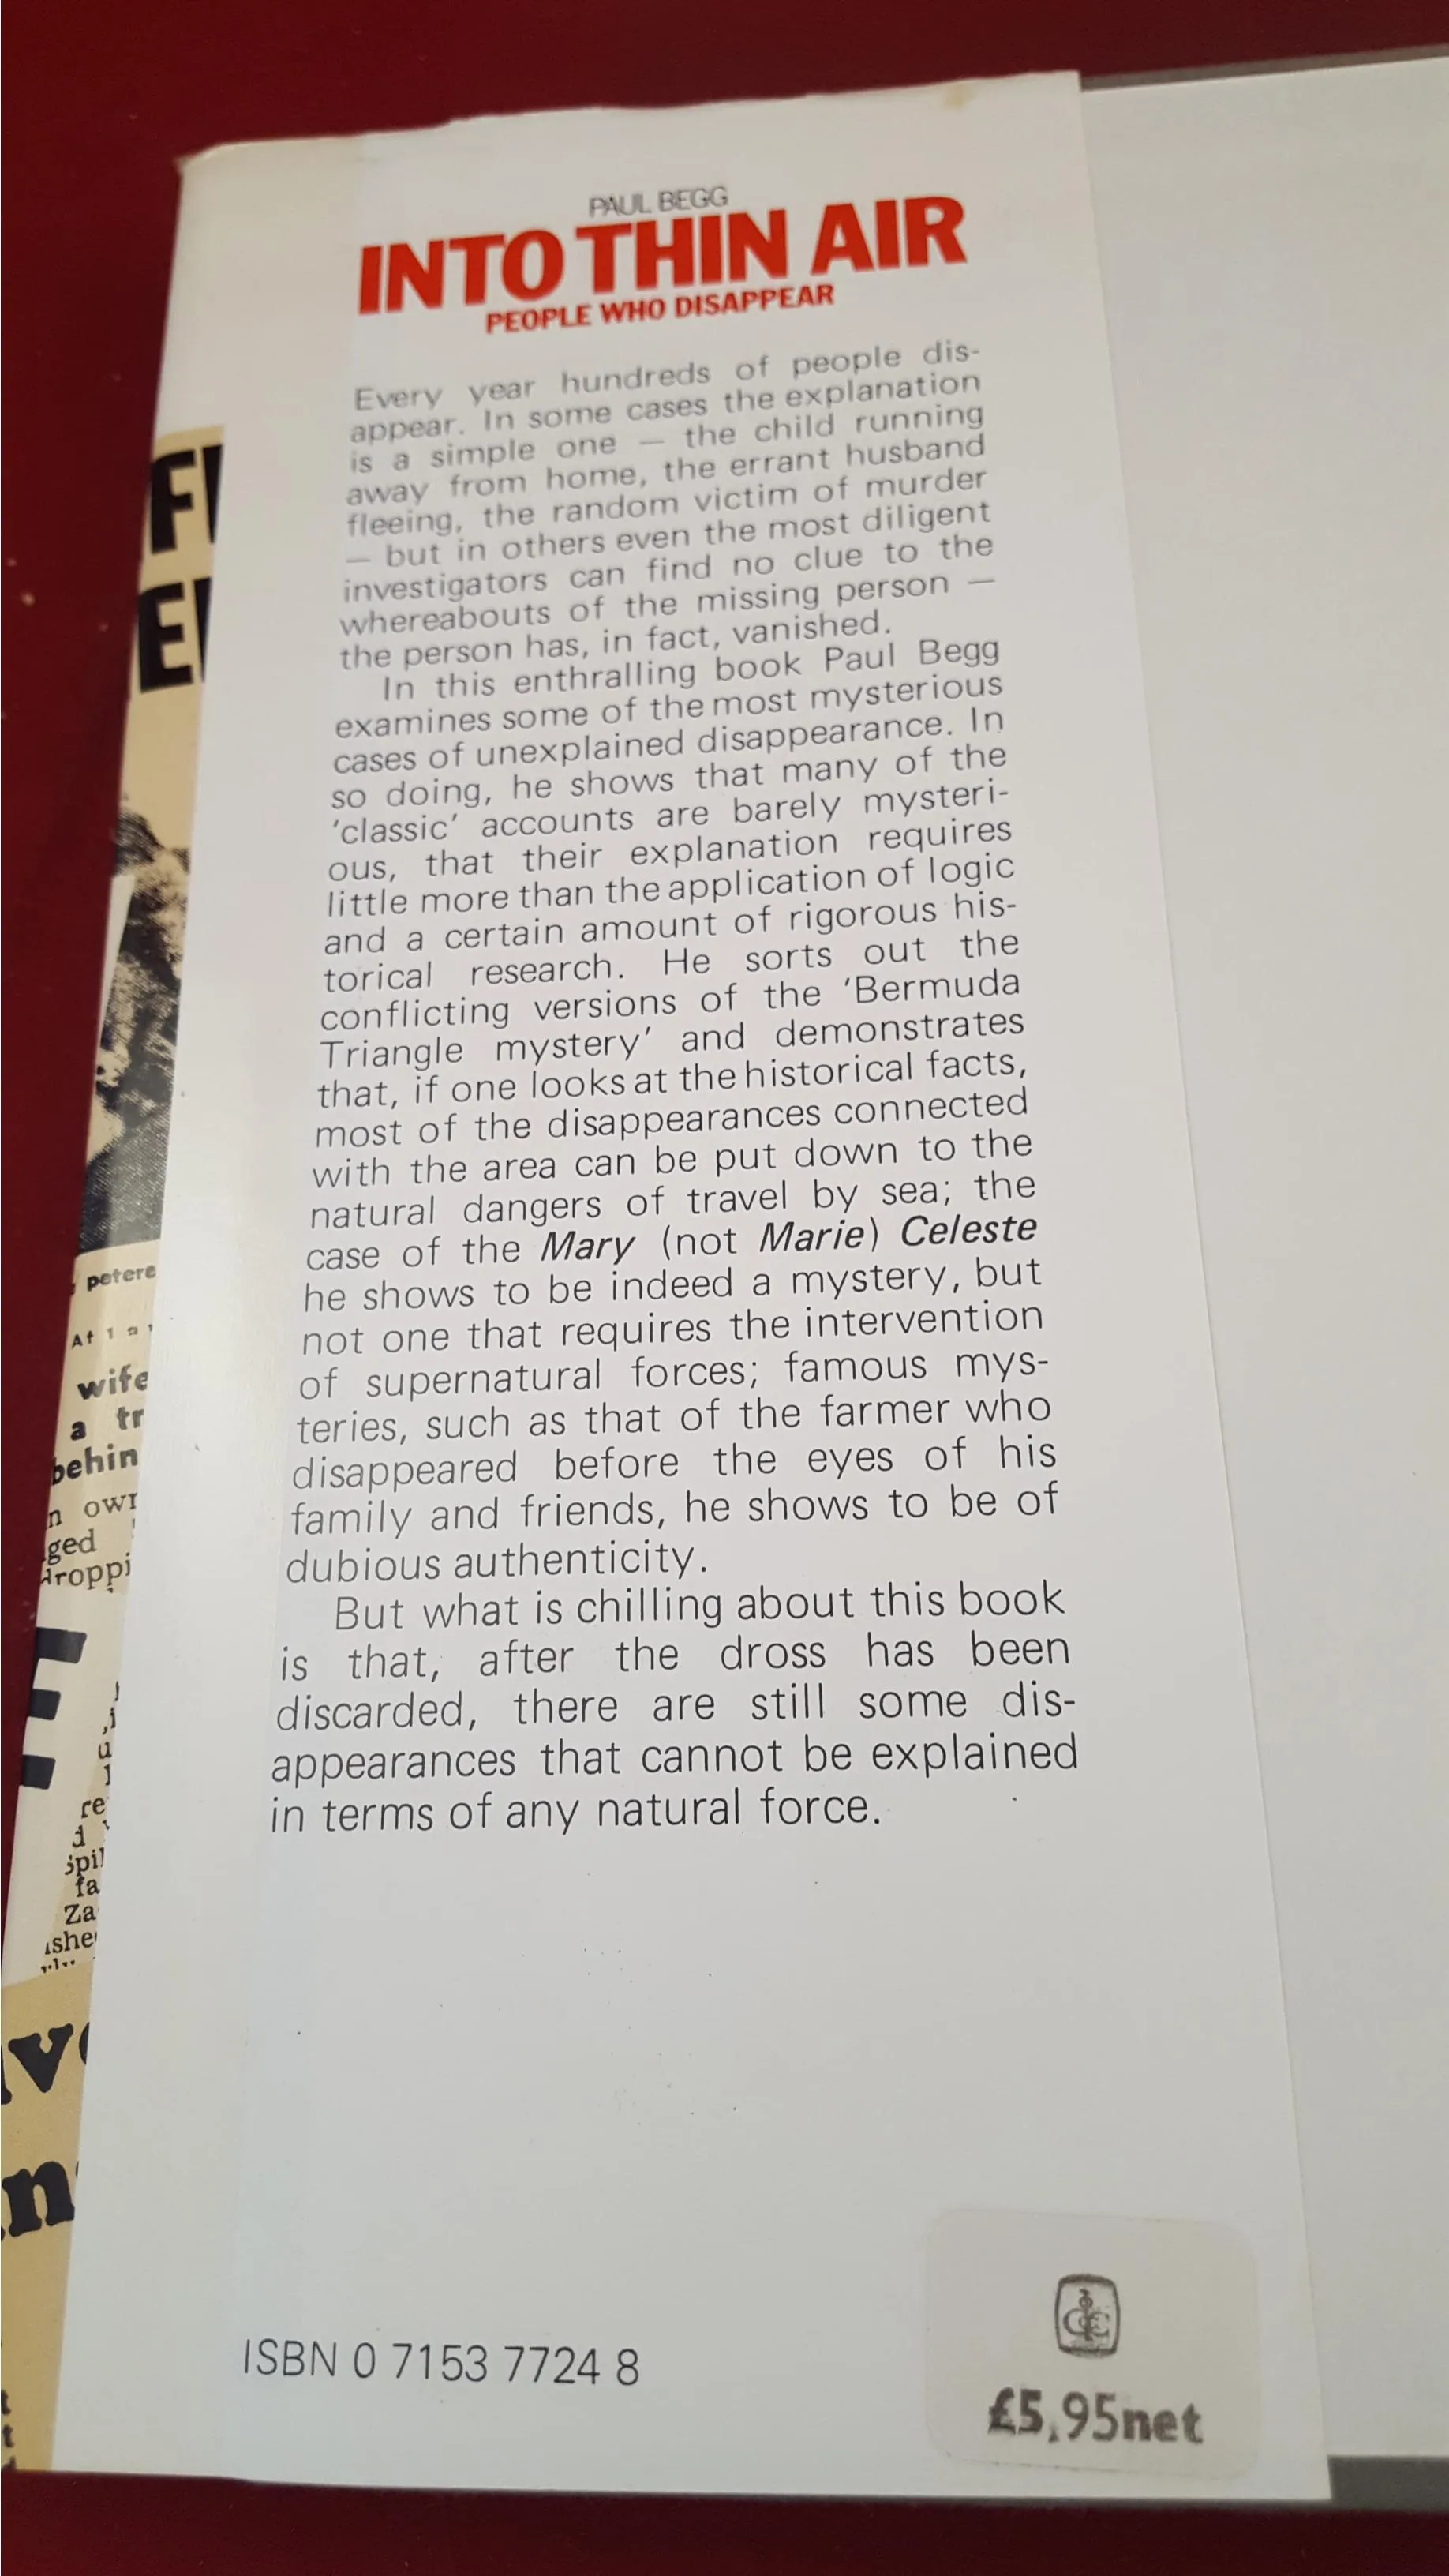 PAUL BEGG
INTO THIN AIR
PEOPLE WHO DISAPPEAR
Every year hundreds of people dis-
appear. In some cases the explanation
is a simple one — the child running
away from home, the errant husband
fleeing, the random victim of murder
— but in others even the most diligent
investigators can find no clue to the
whereabouts of the missing person —
the person has, in fact, vanished.
In this enthralling book Paul Begg
examines some of the most mysterious
cases of unexplained disappearance. In
so doing, he shows that many of the
'classic' accounts are barely mysteri-
ous, that their explanation requires
little more than the application of logic
and a certain amount of rigorous his-
torical research. He sorts out the
conflicting versions of the 'Bermuda
Triangle mystery' and demonstrates
that, if one looks at the historical facts,
most of the disappearances connected
with the area can be put down to the
natural dangers of travel by sea; the
case of the Mary (not Marie) Celeste
he shows to be indeed a mystery, but
not one that requires the intervention
of supernatural forces; famous mys-
teries, such as that of the farmer who
disappeared before the eyes of his
family and friends, he shows to be of
dubious authenticity.
But what is chilling about this book
is that, after the dross has been
discarded, there are still some dis-
appearances that cannot be explained
in terms of any natural force.
ISBN 0 7153 7724 8
£5.95net
petere
At 1
wife
a tr
behin
n own
ged
droppi
re
d
spil
fa
Za
ishe